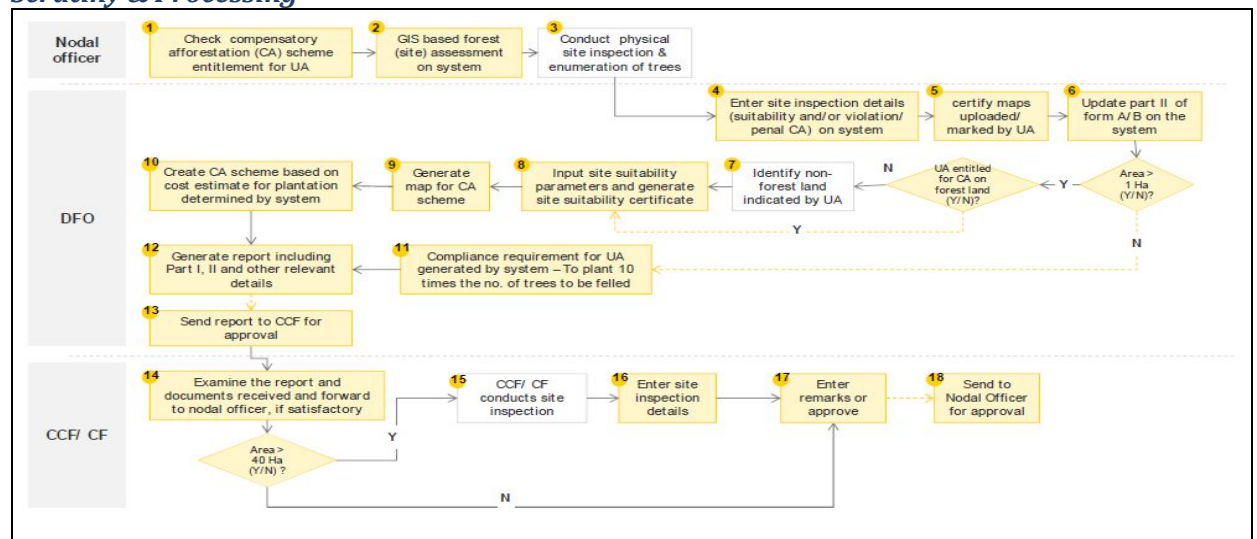 Scrutiny & Processing
Nodal
officer
1
Check compensatory
afforestation (CA) scheme
entitlement for UA
2
GIS based forest
(site) assessment
on system
3
Conduct physical
site inspection &
enumeration of trees
DFO
4
Enter site inspection details
(suitability and/or violation/
penal CA) on system
5
certify maps
uploaded/
marked by UA
6
Update part II of
form A/B on the
system
Area >
1 Ha
(Y/N)?
Y
UA entitled
for CA on
forest land
(Y/N)?
N
Y
7
Identify non-
forest land
indicated by UA
8
Input site suitability
parameters and generate
site suitability certificate
9
Generate
map for CA
scheme
10
Create CA scheme based on
cost estimate for plantation
determined by system
N
11
Compliance requirement for UA
generated by system – To plant 10
times the no. of trees to be felled
12
Generate report including
Part I, II and other relevant
details
13
Send report to CCF for
approval
CCF/ CF
14
Examine the report and
documents received and forward
to nodal officer, if satisfactory
Area >
40 Ha
(Y/N) ?
Y
N
15
CCF/ CF
conducts site
inspection
16
Enter site
inspection
details
17
Enter
remarks or
approve
18
Send to
Nodal Officer
for approval